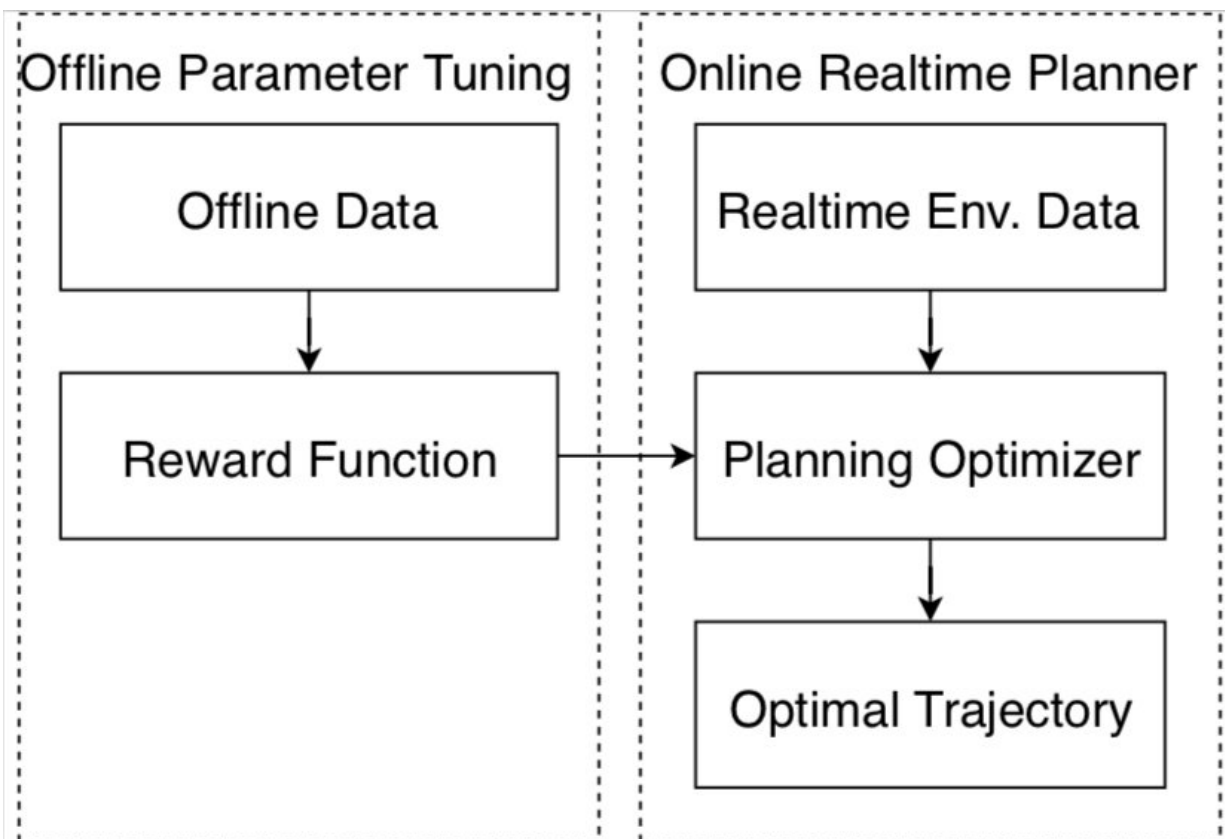 Offline Parameter Tuning
Offline Data
Reward Function
Online Realtime Planner
Realtime Env. Data
Planning Optimizer
Optimal Trajectory